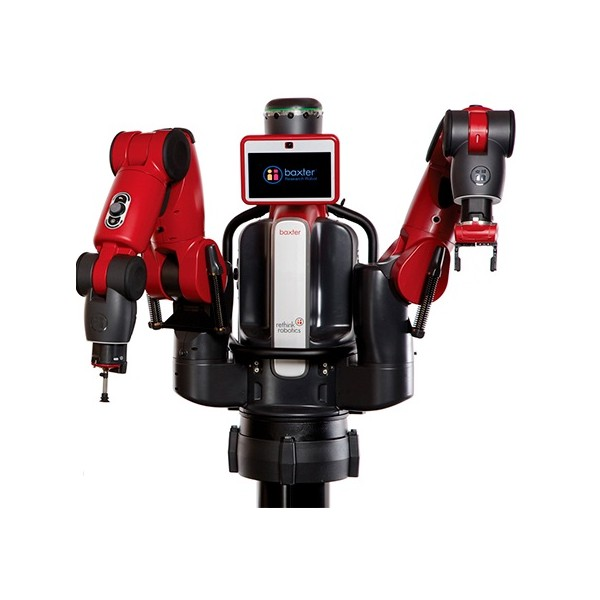 baxter
Research Robot
baxter
rethink
robotics